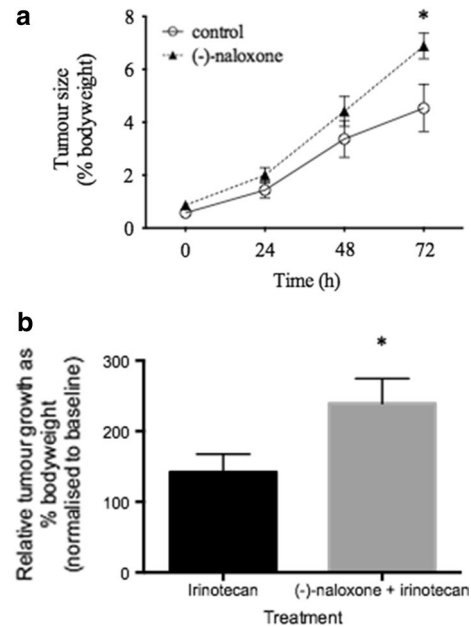 a
*
control
(-)-naloxone
Tumour size
(% bodyweight)
8
6
4
2
0
0 24 48 72
Time (h)
b
*
Relative tumour growth as
% bodyweight
(normalised to baseline)
300
200
100
0
Irinotecan (-)-naloxone + irinotecan
Treatment